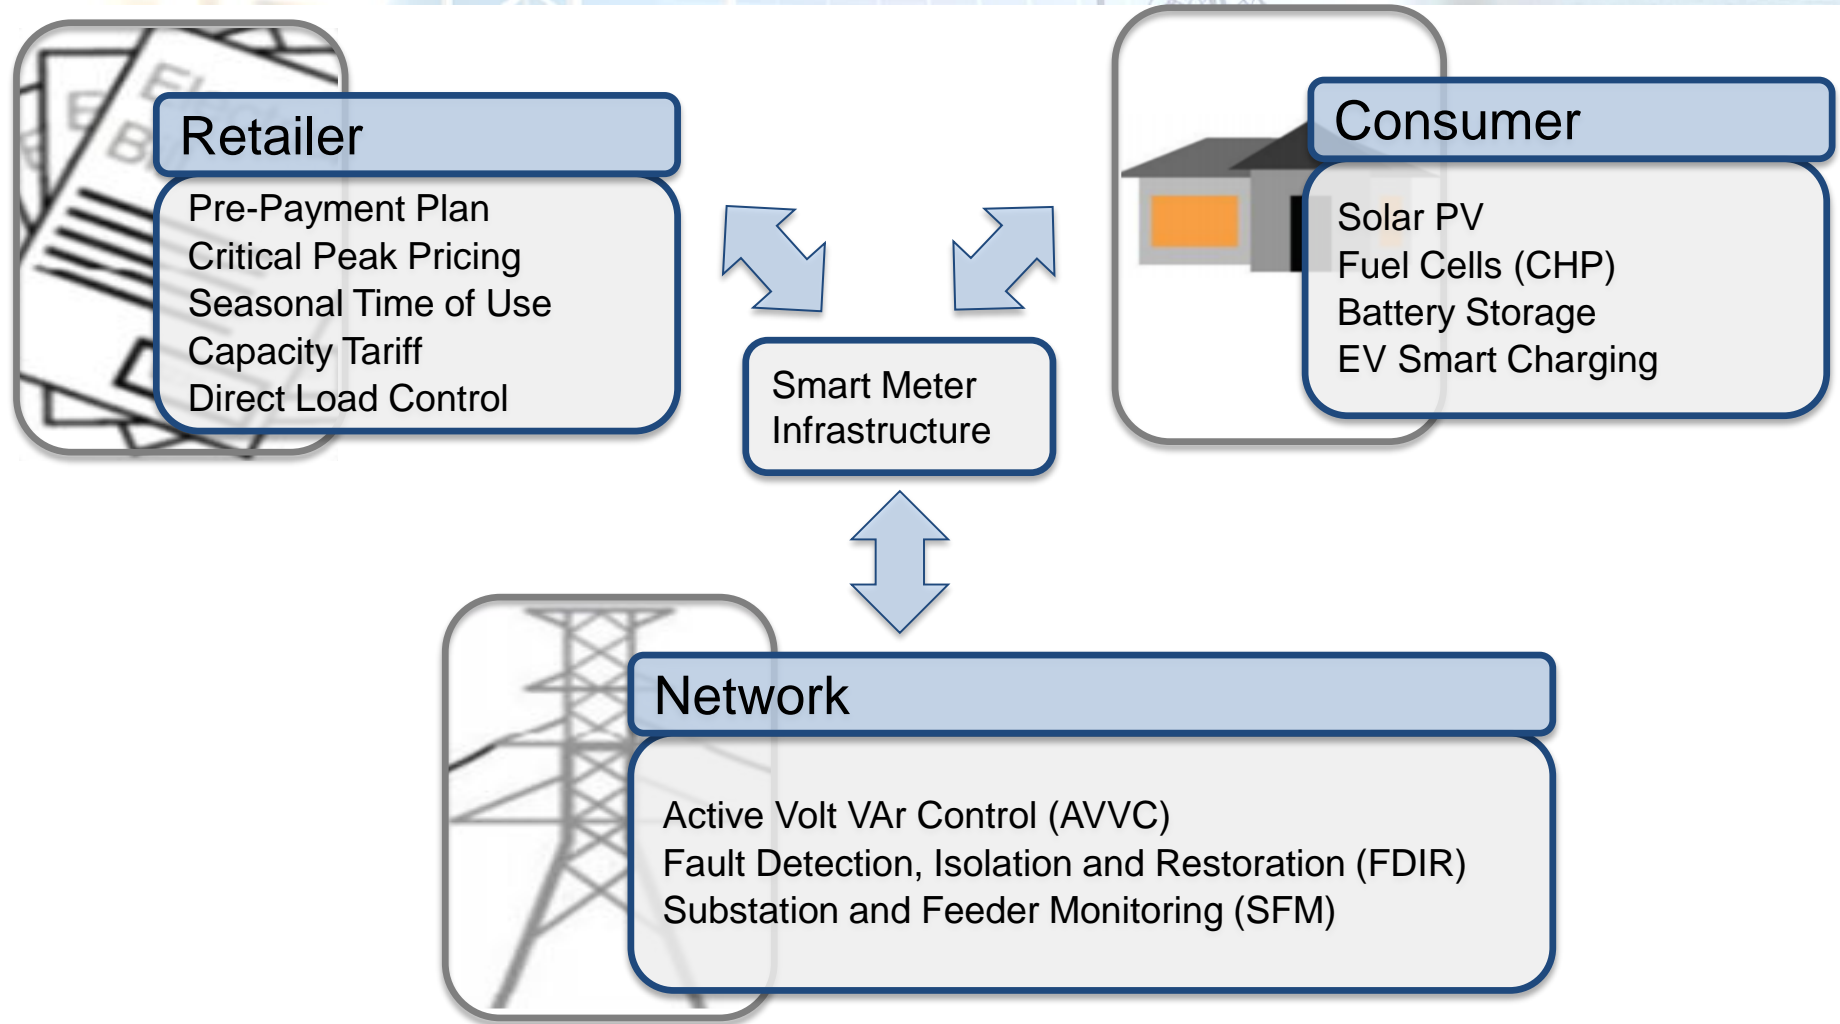 Retailer
Pre-Payment Plan
Critical Peak Pricing
Seasonal Time of Use
Capacity Tariff
Direct Load Control
Consumer
Solar PV
Fuel Cells (CHP)
Battery Storage
EV Smart Charging
Smart Meter
Infrastructure
Network
Active Volt VAr Control (AVVC)
Fault Detection, Isolation and Restoration (FDIR)
Substation and Feeder Monitoring (SFM)